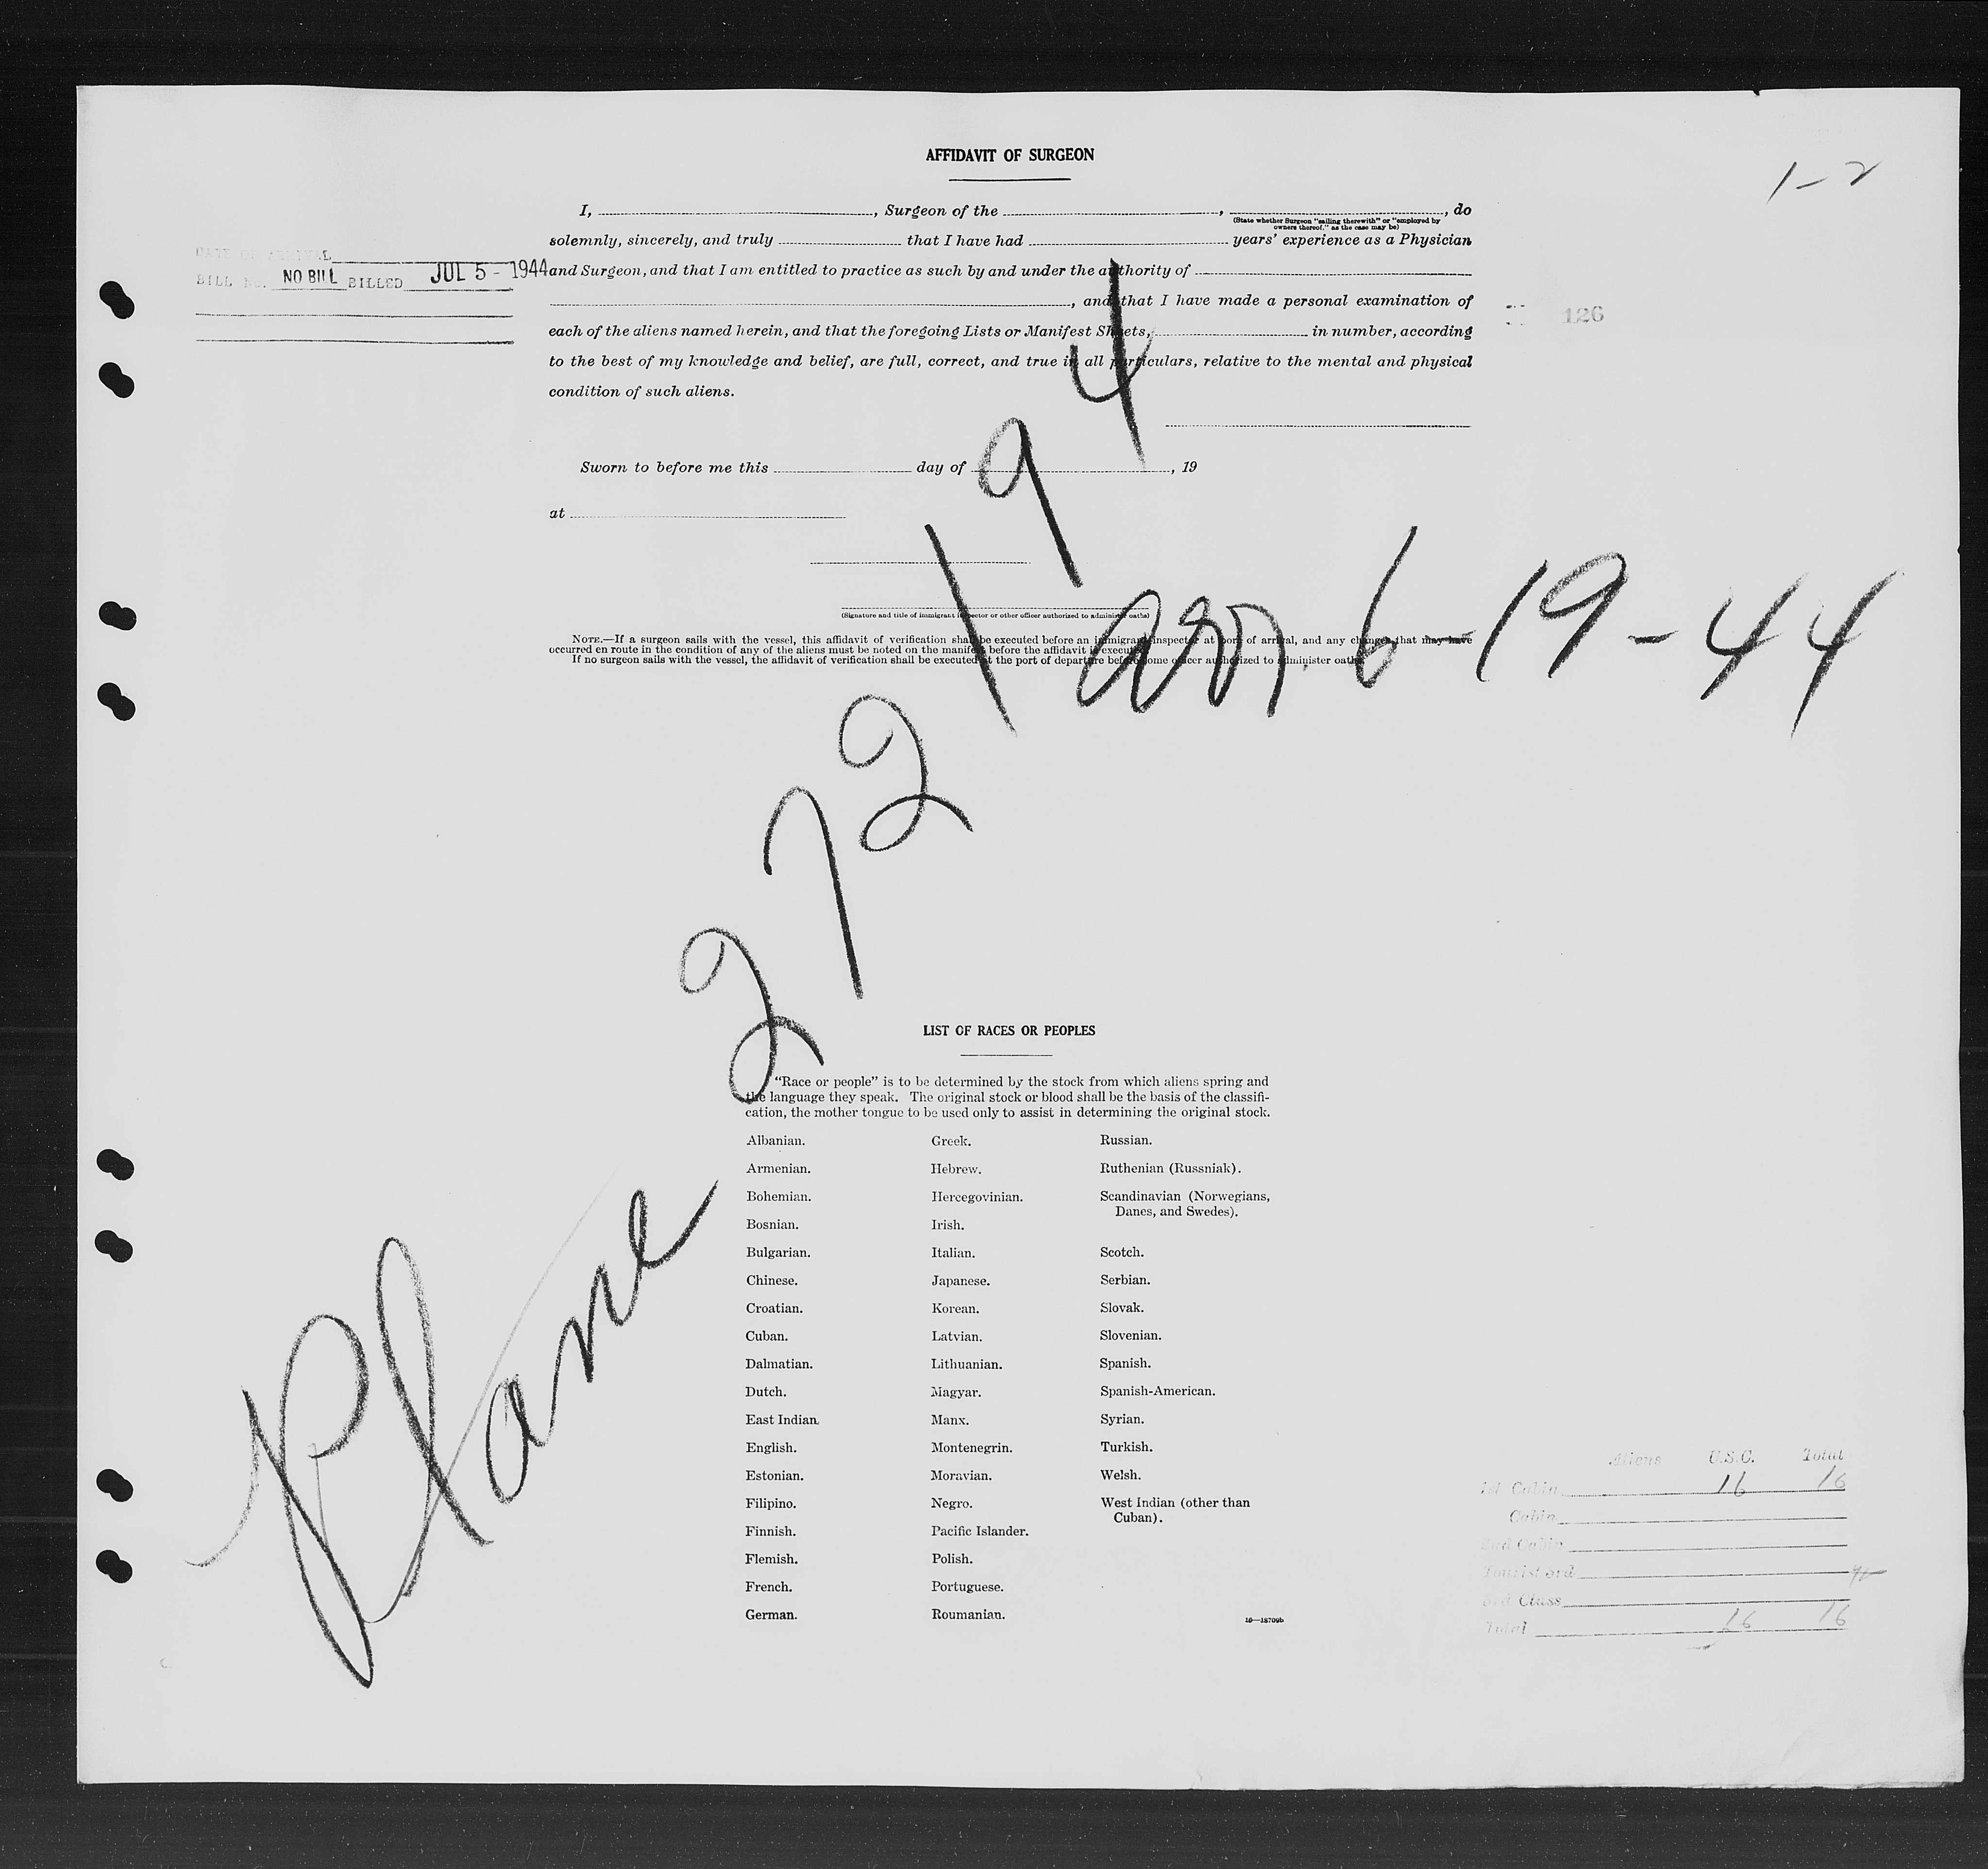 AFFIDAVIT OF SURGEON
1-2
I, , Surgeon of the , , do
(State whether Surgeon "sailing therewith" or "employed by
owners thereof," as the case may be)
solemnly, sincerely, and truly that I have had years' experience as a Physician
DATE OF ARRIVAL
BILL NO. NO BILL BILLED JUL 5 - 1944
and Surgeon, and that I am entitled to practice as such by and under the authority of
, and that I have made a personal examination of
126
each of the aliens named herein, and that the foregoing Lists or Manifest Sheets, in number, according
to the best of my knowledge and belief, are full, correct, and true in all particulars, relative to the mental and physical
condition of such aliens.
Sworn to before me this day of , 19
at
(Signature and title of immigrant inspector or other officer authorized to administer oaths)
NOTE.—If a surgeon sails with the vessel, this affidavit of verification shall be executed before an immigrant inspector at port of arrival, and any changes that may have
occurred en route in the condition of any of the aliens must be noted on the manifest before the affidavit is executed.
If no surgeon sails with the vessel, the affidavit of verification shall be executed at the port of departure before some officer authorized to administer oaths.
Plane 272194
arr. 6-19-44
LIST OF RACES OR PEOPLES
"Race or people" is to be determined by the stock from which aliens spring and
the language they speak. The original stock or blood shall be the basis of the classifi-
cation, the mother tongue to be used only to assist in determining the original stock.
Albanian.
Armenian.
Bohemian.
Bosnian.
Bulgarian.
Chinese.
Croatian.
Cuban.
Dalmatian.
Dutch.
East Indian.
English.
Estonian.
Filipino.
Finnish.
Flemish.
French.
German.
Greek.
Hebrew.
Hercegovinian.
Irish.
Italian.
Japanese.
Korean.
Latvian.
Lithuanian.
Magyar.
Manx.
Montenegrin.
Moravian.
Negro.
Pacific Islander.
Polish.
Portuguese.
Roumanian.
Russian.
Ruthenian (Russniak).
Scandinavian (Norwegians,
Danes, and Swedes).
Scotch.
Serbian.
Slovak.
Slovenian.
Spanish.
Spanish-American.
Syrian.
Turkish.
Welsh.
West Indian (other than
Cuban).
16—18709b
Aliens U.S.C. Total
1st Cabin 16 16
Cabin
2nd Cabin
Tourist 3rd
3rd Class
Total 16 16